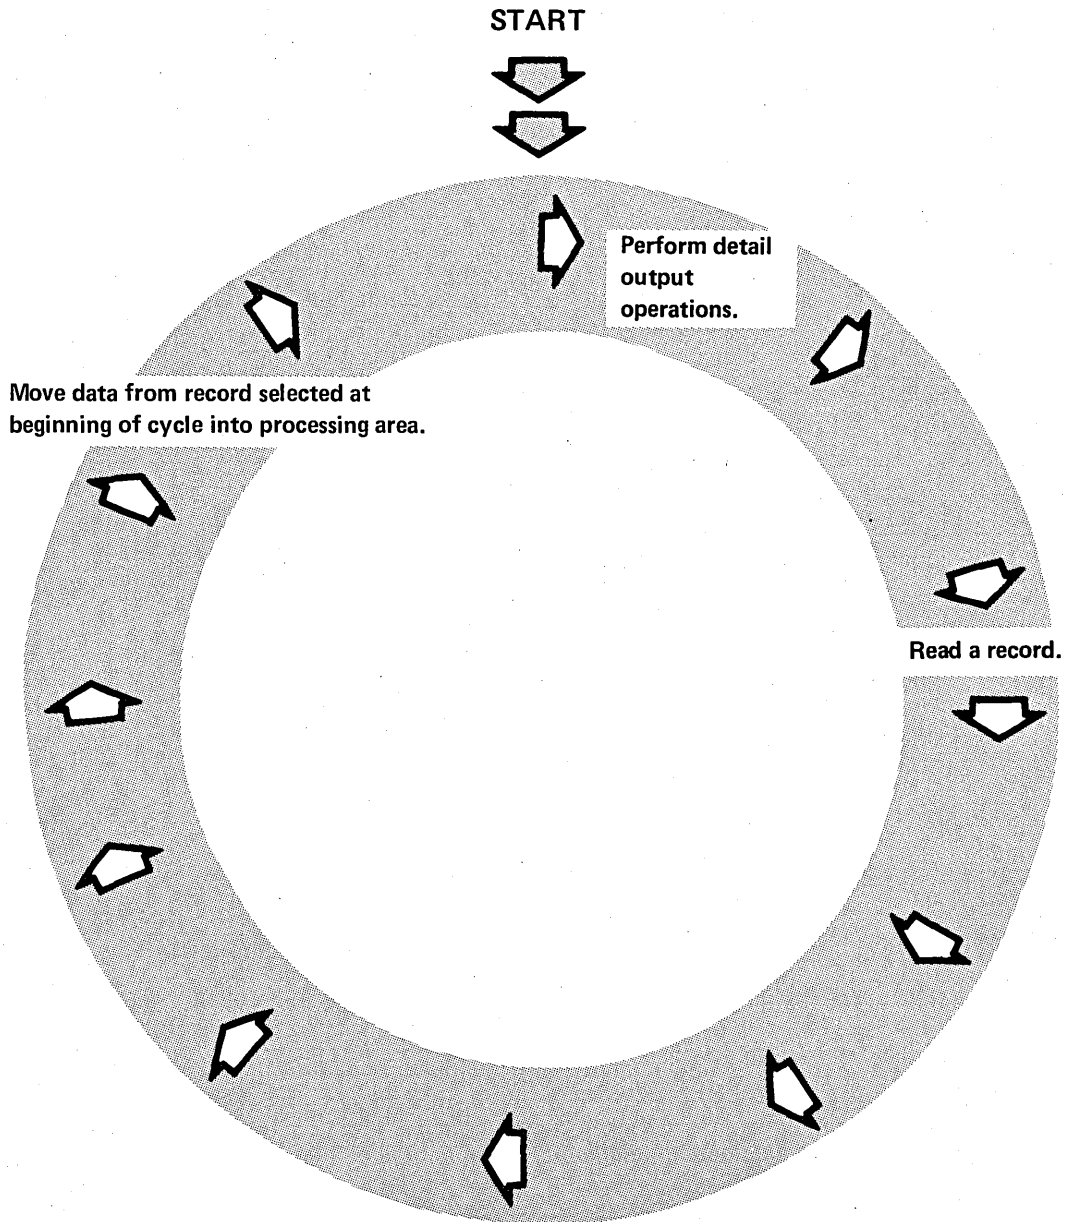 START
Perform detail
output
operations.
Move data from record selected at
beginning of cycle into processing area.
Read a record.